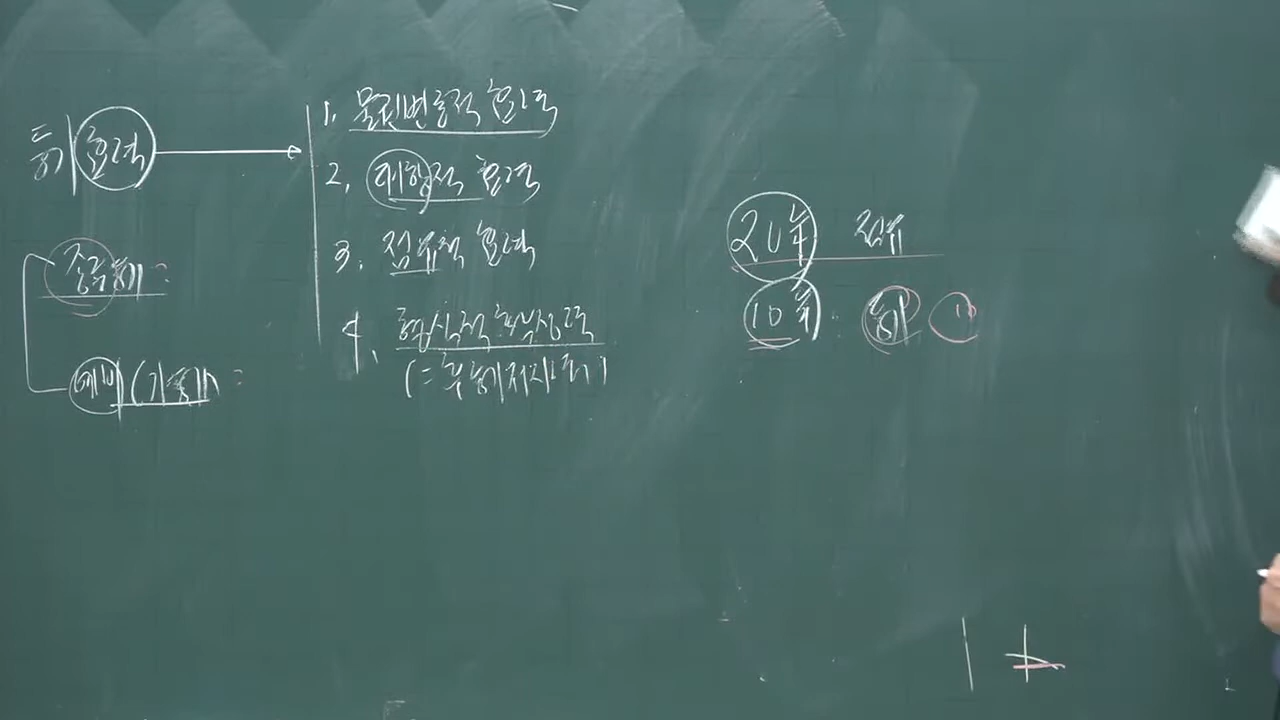 등기 효력
종국등기 :
예비 (가등기) :
1. 물권변동적 효력
2. 대항적 효력
3. 점유적 효력
4. 형식적 확정력
(= 후등기저지력)
20年 점유
10年 등기